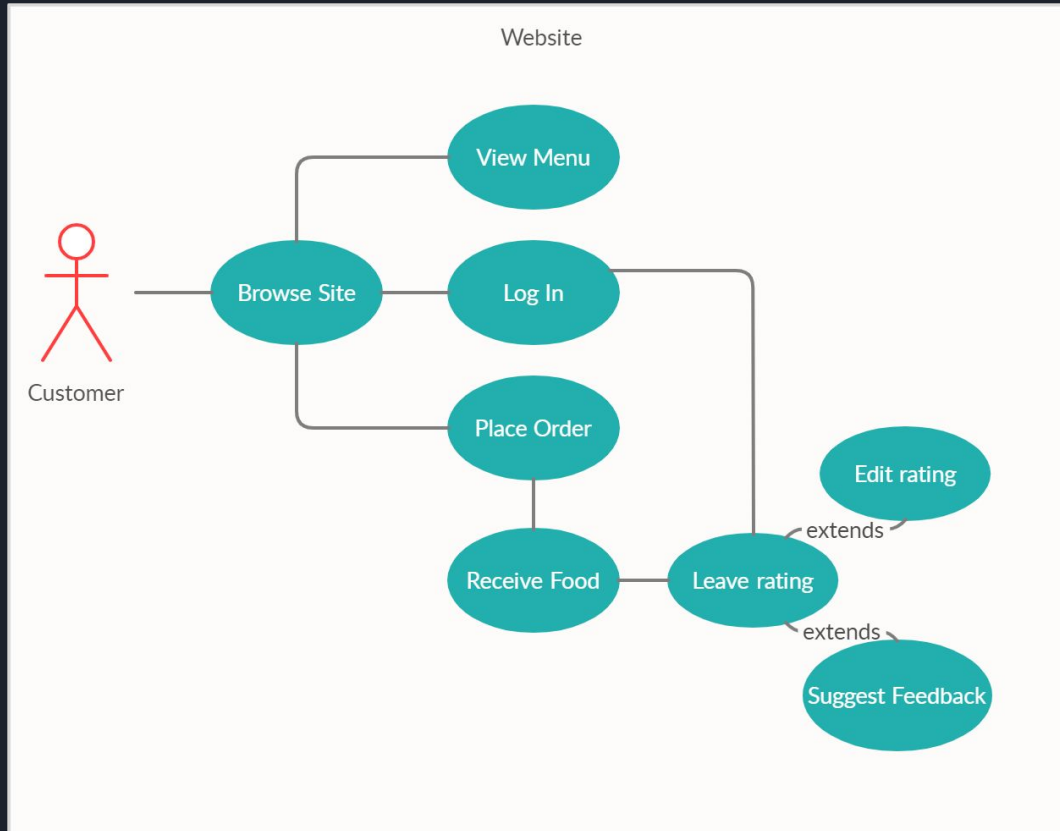 Website
View Menu
Browse Site
Log In
Customer
Place Order
Edit rating
extends
Receive Food
Leave rating
extends
Suggest Feedback